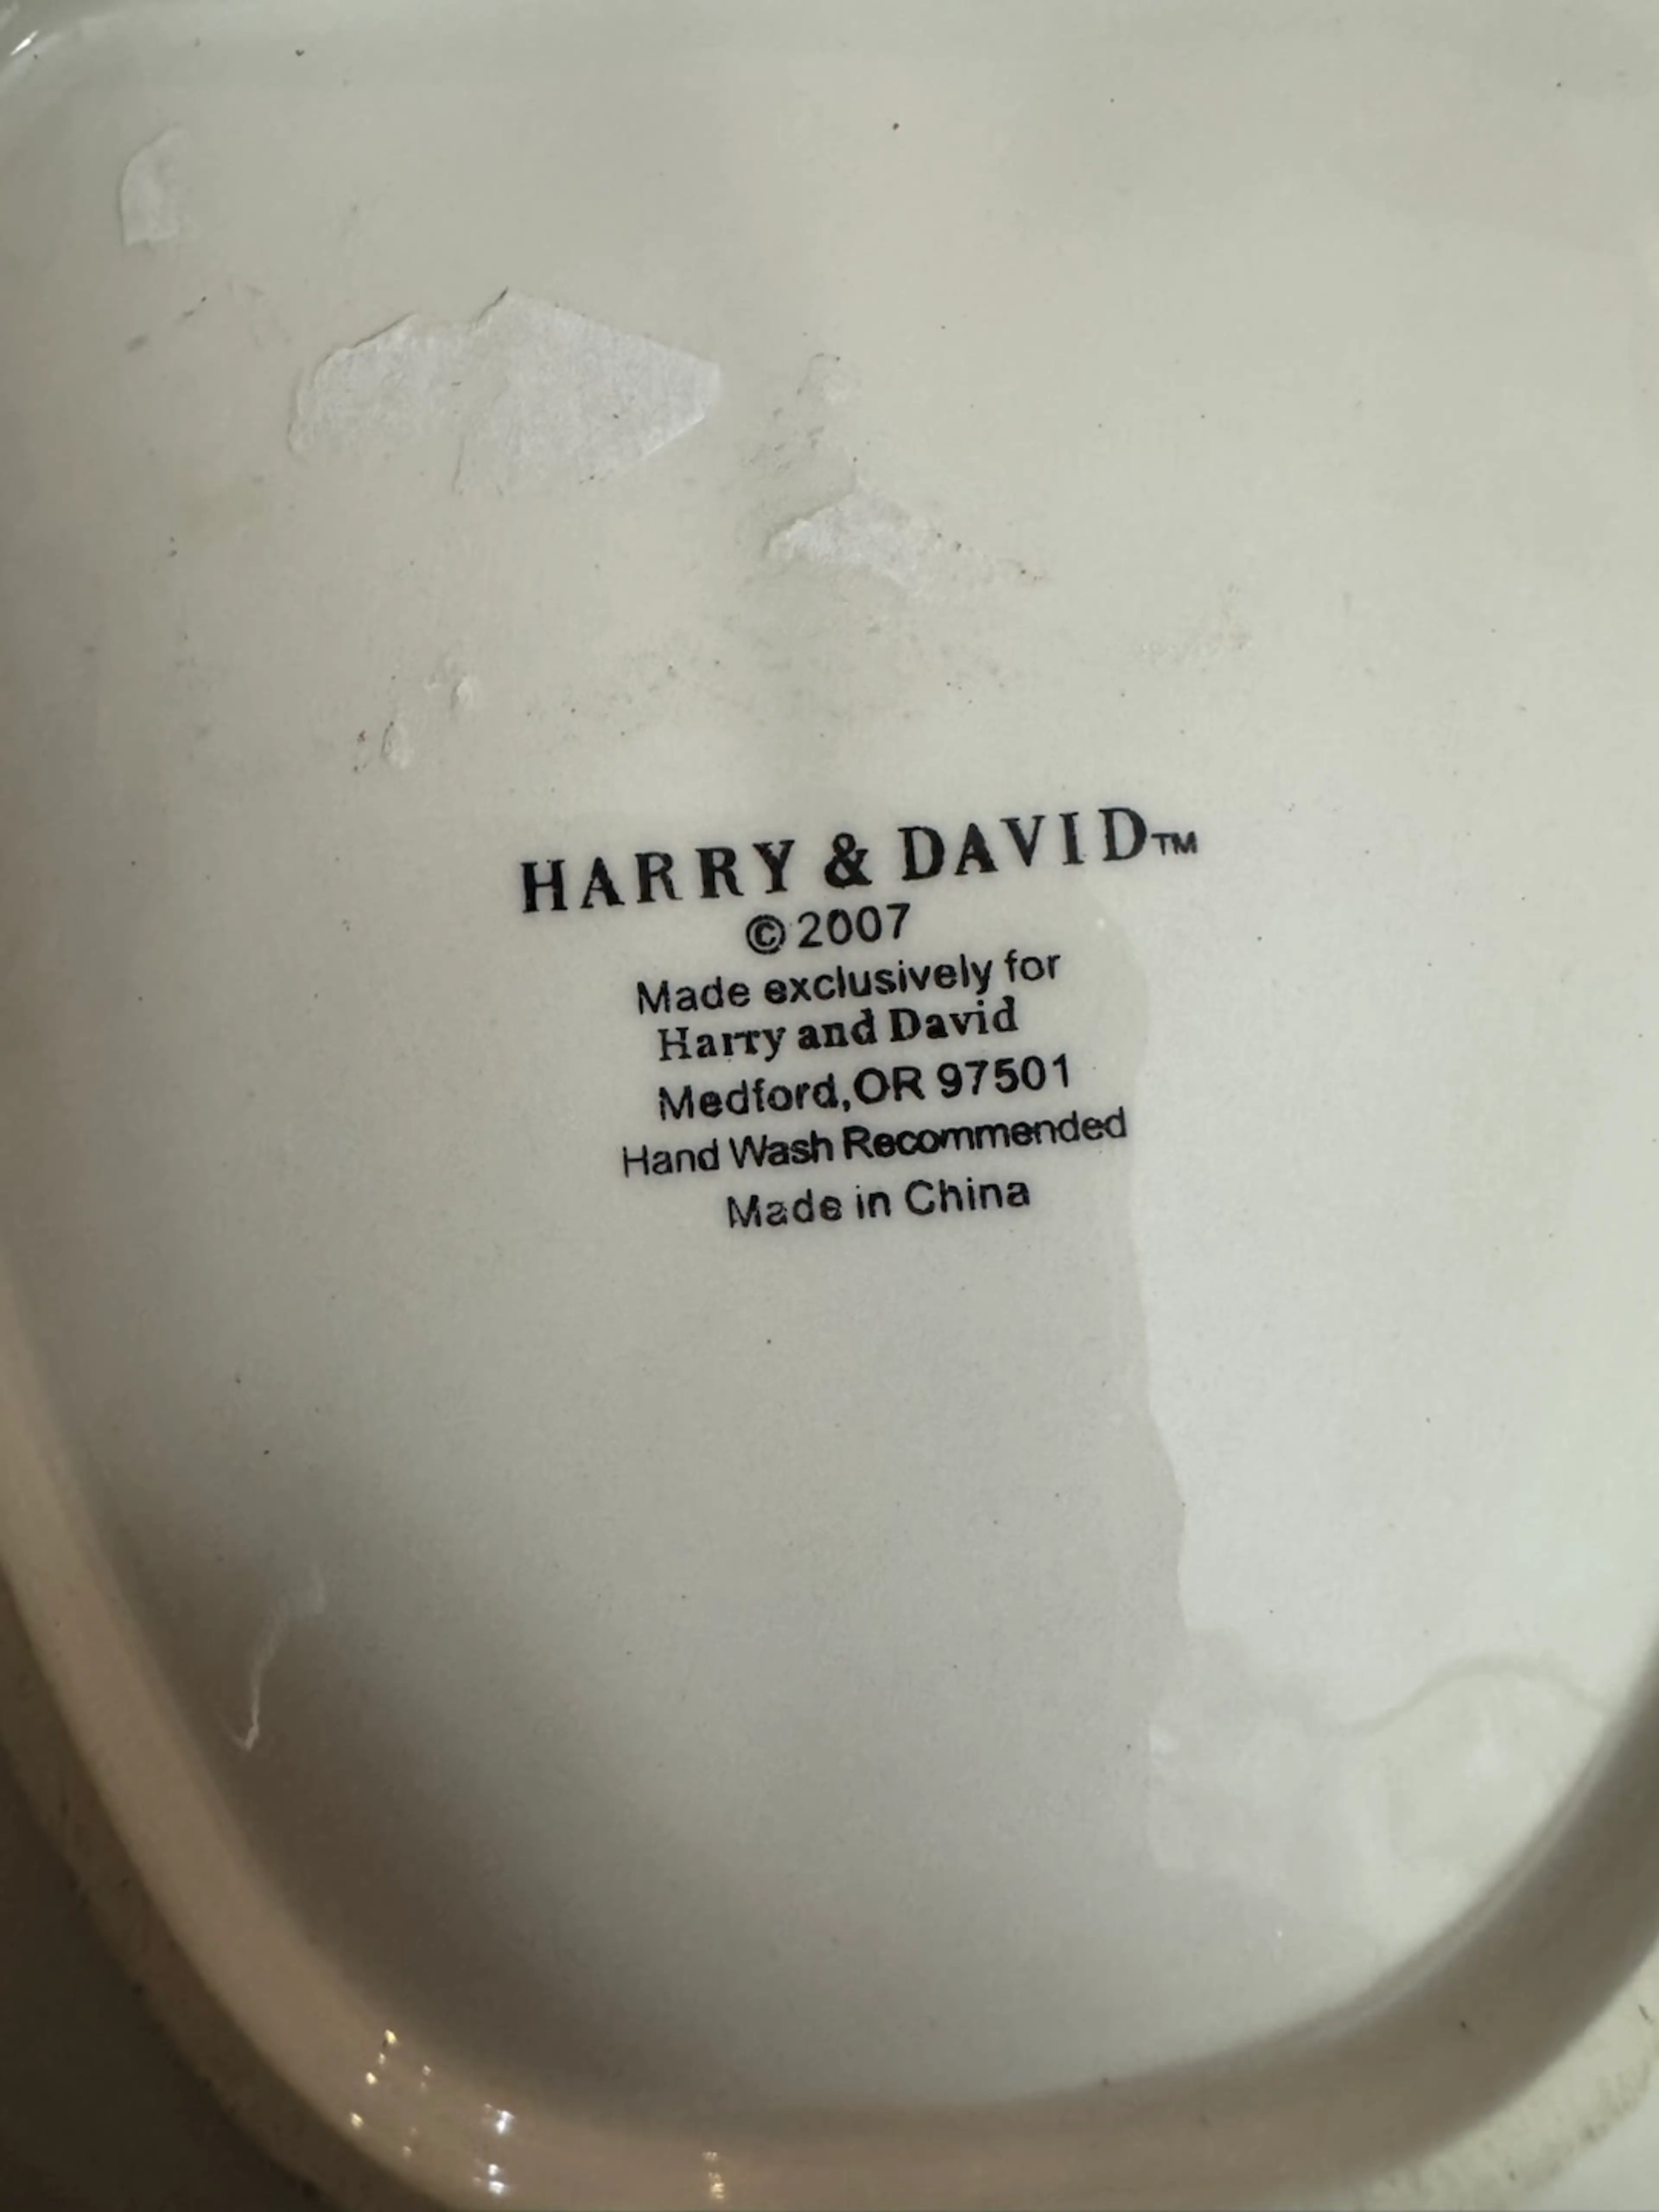 HARRY & DAVID™
©2007
Made exclusively for
Harry and David
Medford,OR 97501
Hand Wash Recommended
Made in China